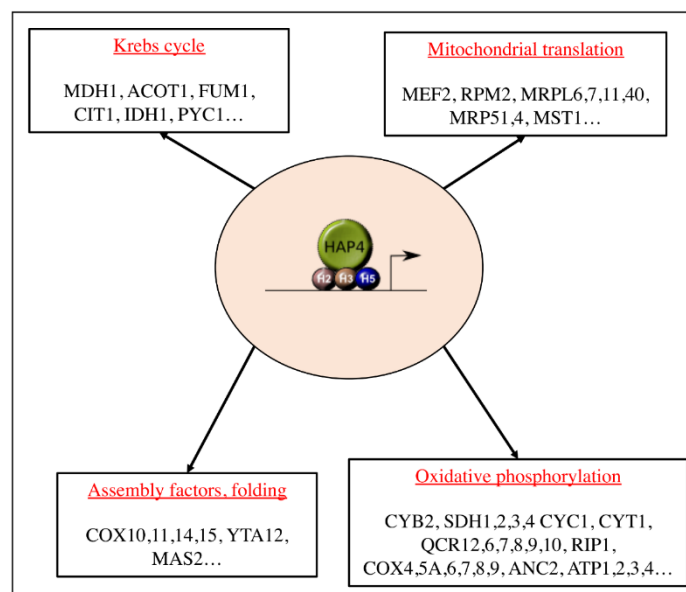 Krebs cycle
MDH1, ACOT1, FUM1,
CIT1, IDH1, PYC1…
Mitochondrial translation
MEF2, RPM2, MRPL6,7,11,40,
MRP51,4, MST1…
HAP4
H2 H3 H5
Assembly factors, folding
COX10,11,14,15, YTA12,
MAS2…
Oxidative phosphorylation
CYB2, SDH1,2,3,4 CYC1, CYT1,
QCR12,6,7,8,9,10, RIP1,
COX4,5A,6,7,8,9, ANC2, ATP1,2,3,4…